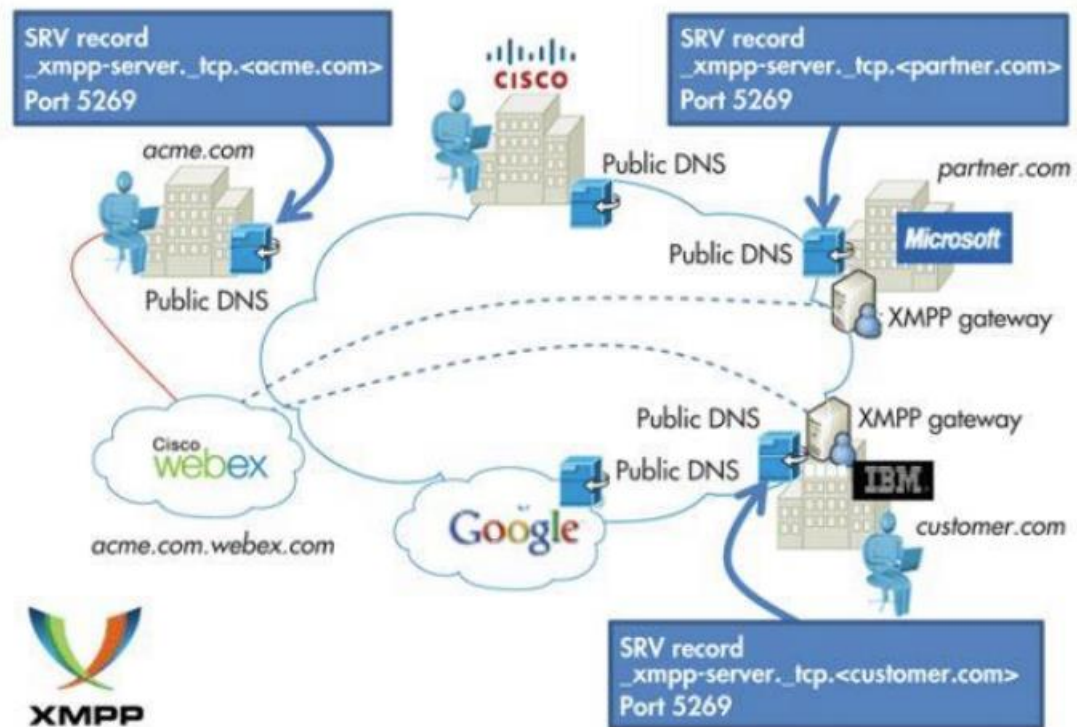 SRV record
_xmpp-server._tcp.<acme.com>
Port 5269
CISCO
SRV record
_xmpp-server._tcp.<partner.com>
Port 5269
acme.com
Public DNS
partner.com
Public DNS
Microsoft
Public DNS
XMPP gateway
Public DNS
XMPP gateway
Cisco
webex
Public DNS
IBM
Google
customer.com
acme.com.webex.com
SRV record
_xmpp-server._tcp.<customer.com>
Port 5269
XMPP